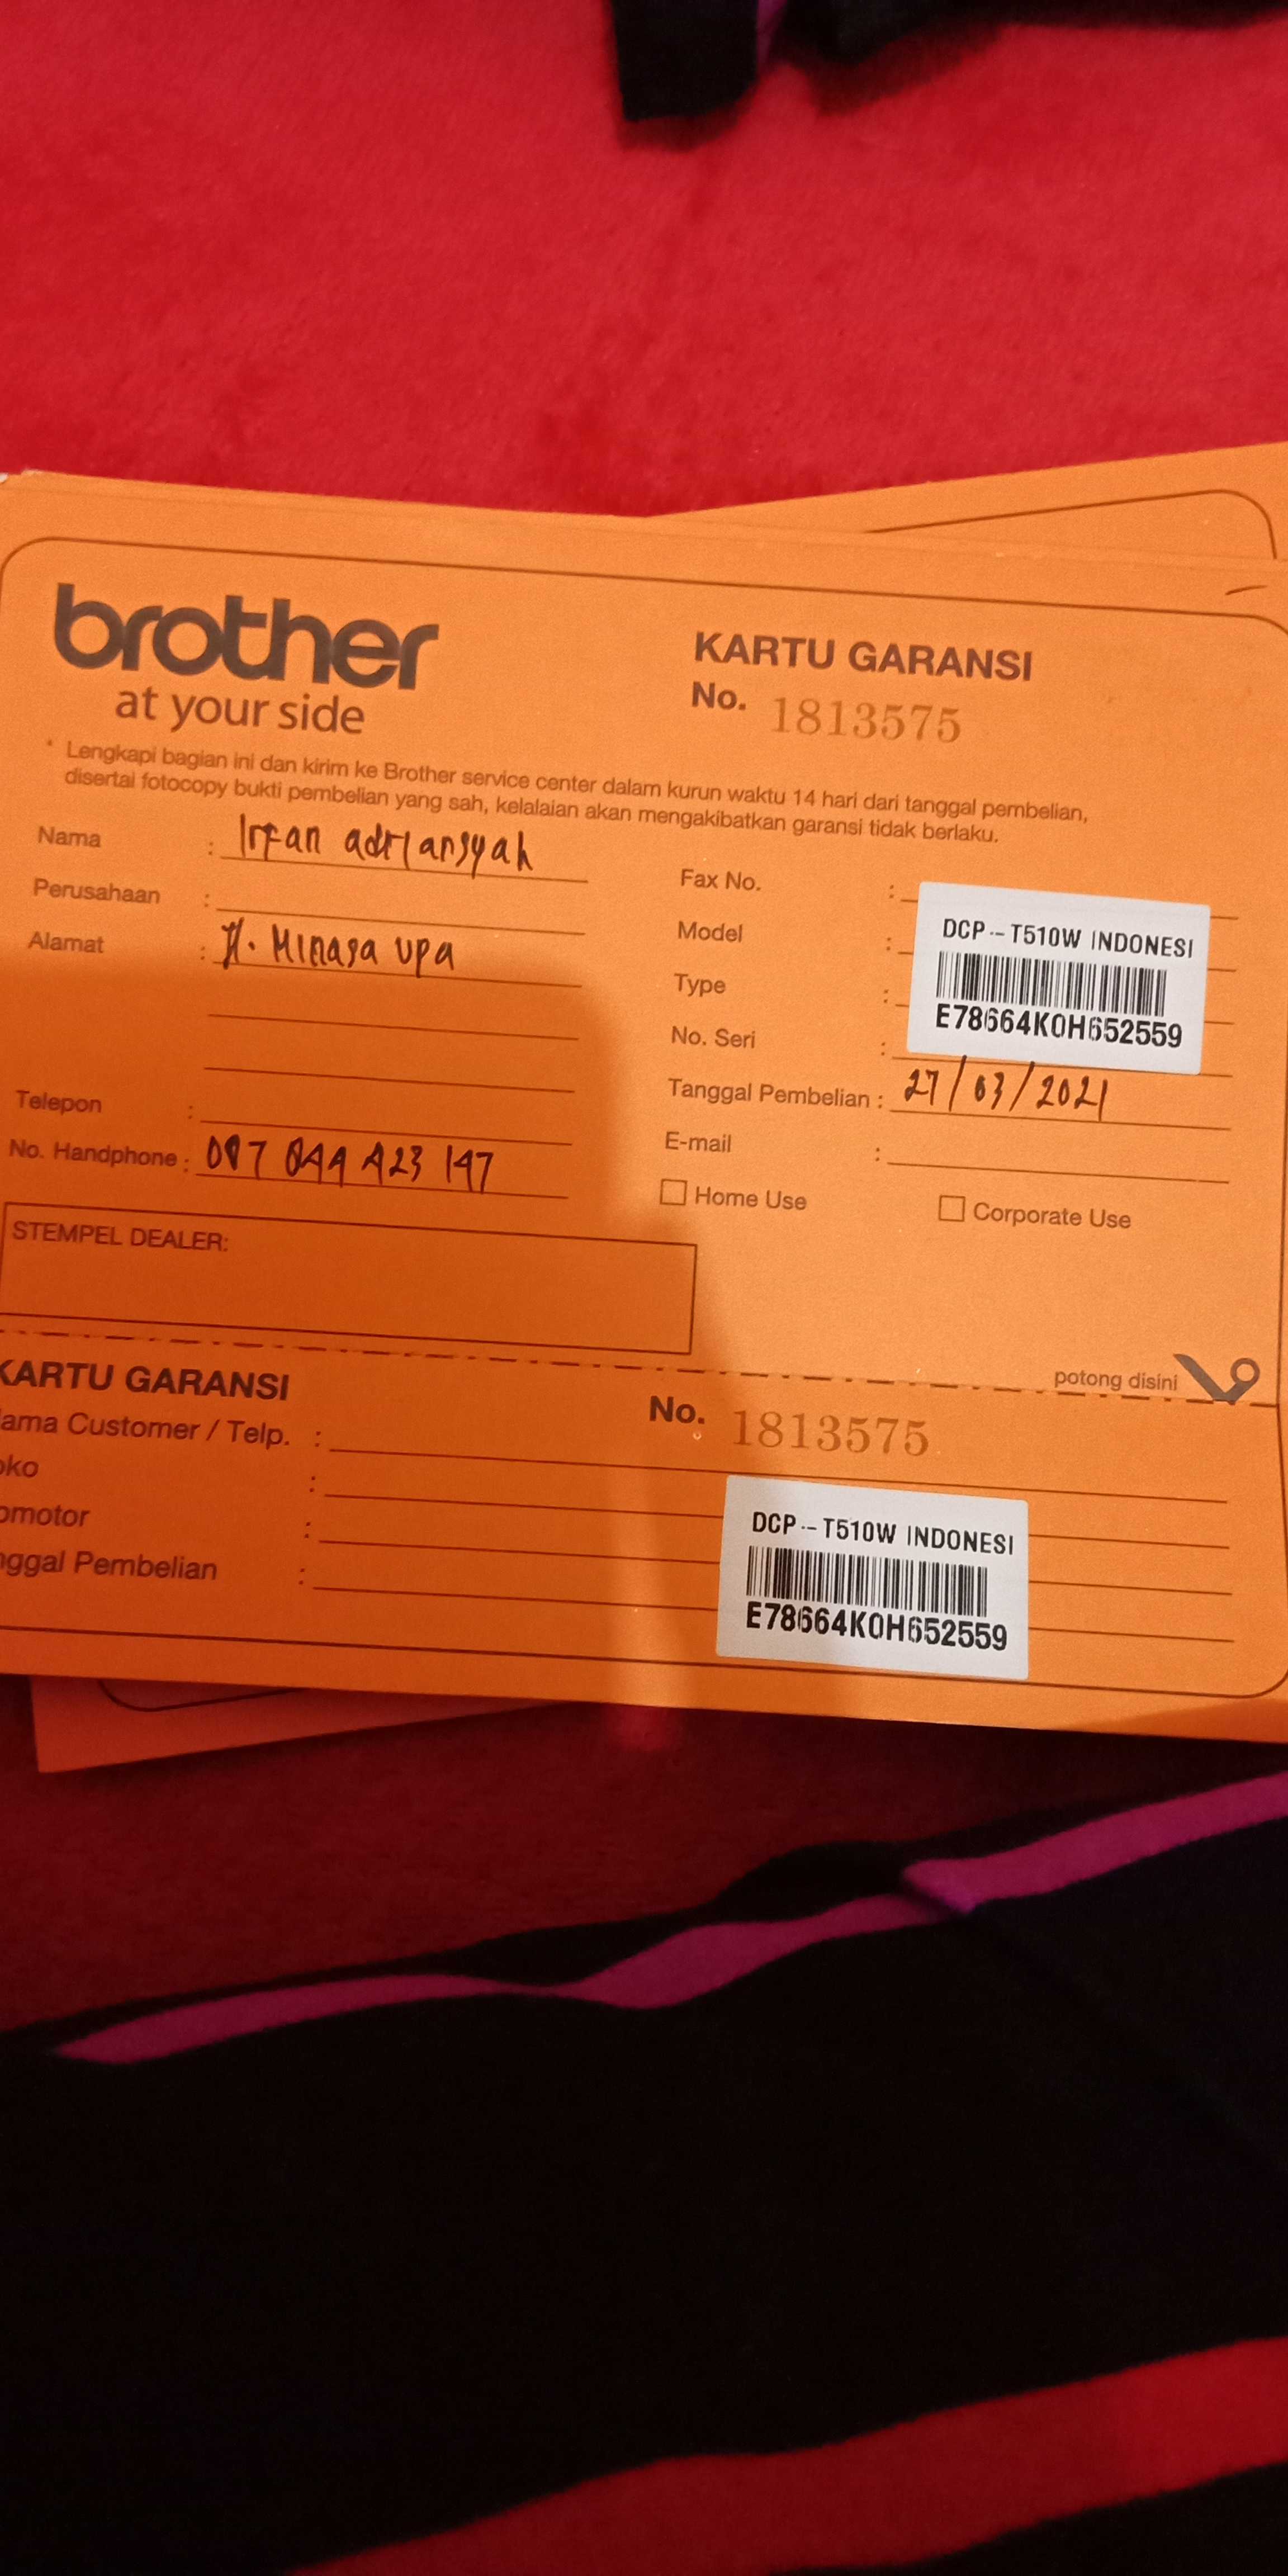 brother
at your side
KARTU GARANSI
No. 1813575
* Lengkapi bagian ini dan kirim ke Brother service center dalam kurun waktu 14 hari dari tanggal pembelian,
disertai fotocopy bukti pembelian yang sah, kelalaian akan mengakibatkan garansi tidak berlaku.
Nama : Irfan adriansyah
Perusahaan :
Alamat : Minasa upa
Telepon :
No. Handphone : 087 844 423 147
Fax No. :
Model :
Type :
No. Seri :
DCP-T510W INDONESI
E78664K0H652559
Tanggal Pembelian : 27/03/2021
E-mail :
Home Use
Corporate Use
STEMPEL DEALER:
potong disini
KARTU GARANSI
No. 1813575
ama Customer / Telp. :
oko :
omotor :
nggal Pembelian :
DCP-T510W INDONESI
E78664K0H652559